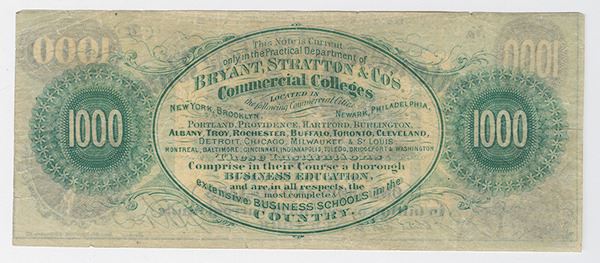 This Note is Current
only in the Practical Department of
BRYANT, STRATTON & CO'S
Commercial Colleges
LOCATED IN
the following Commercial Cities
NEW YORK, BROOKLYN, NEWARK, PHILADELPHIA,
PORTLAND, PROVIDENCE, HARTFORD, BURLINGTON,
ALBANY, TROY, ROCHESTER, BUFFALO, TORONTO, CLEVELAND,
DETROIT, CHICAGO, MILWAUKEE & ST LOUIS
MONTREAL, BALTIMORE, CINCINNATI, INDIANAPOLIS, TOLEDO, BRIDGEPORT & WASHINGTON
These Institutions
Comprise in their Course a thorough
BUSINESS EDUCATION,
and are in all respects, the
most complete &
extensive BUSINESS SCHOOLS in the
COUNTRY.
1000
1000